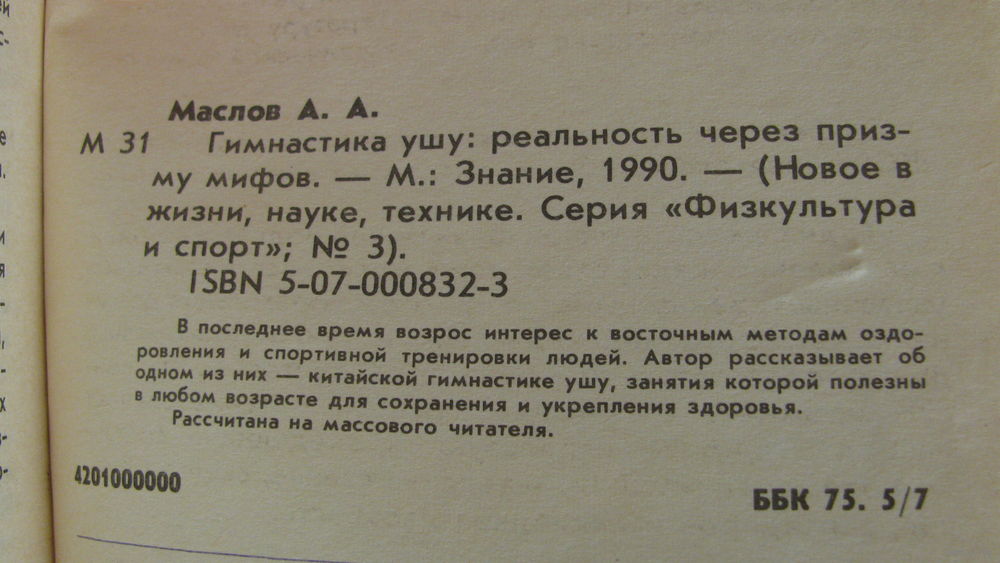 Маслов А. А.
М 31 Гимнастика ушу: реальность через приз-
му мифов. — М.: Знание, 1990. — (Новое в
жизни, науке, технике. Серия «Физкультура
и спорт»; № 3).
ISBN 5-07-000832-3
В последнее время возрос интерес к восточным методам оздо-
ровления и спортивной тренировки людей. Автор рассказывает об
одном из них — китайской гимнастике ушу, занятия которой полезны
в любом возрасте для сохранения и укрепления здоровья.
Рассчитана на массового читателя.
4201000000
ББК 75. 5/7